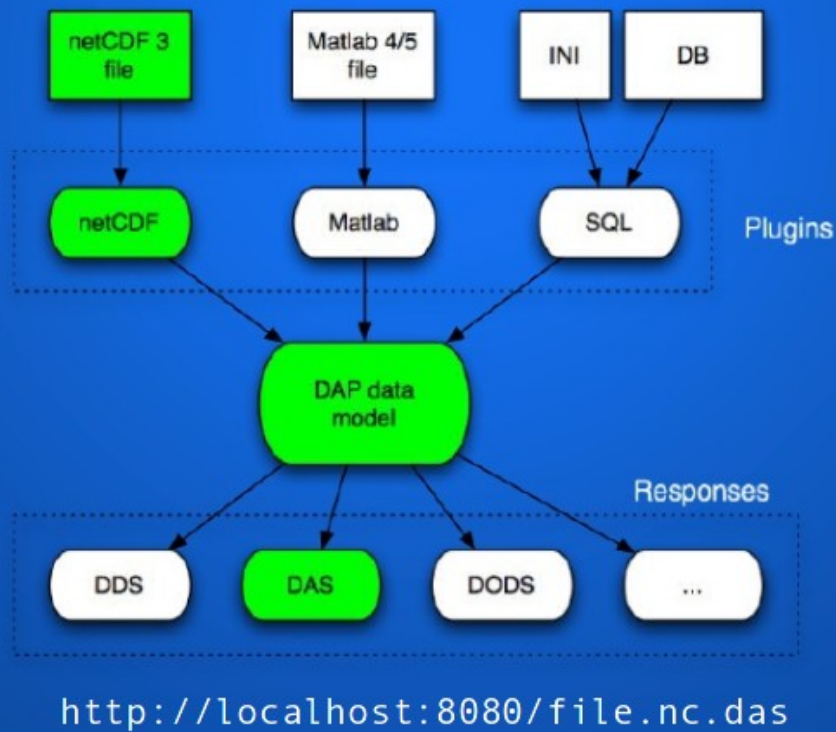 netCDF 3
file
Matlab 4/5
file
INI
DB
netCDF
Matlab
SQL
Plugins
DAP data
model
Responses
DDS
DAS
DODS
...
http://localhost:8080/file.nc.das